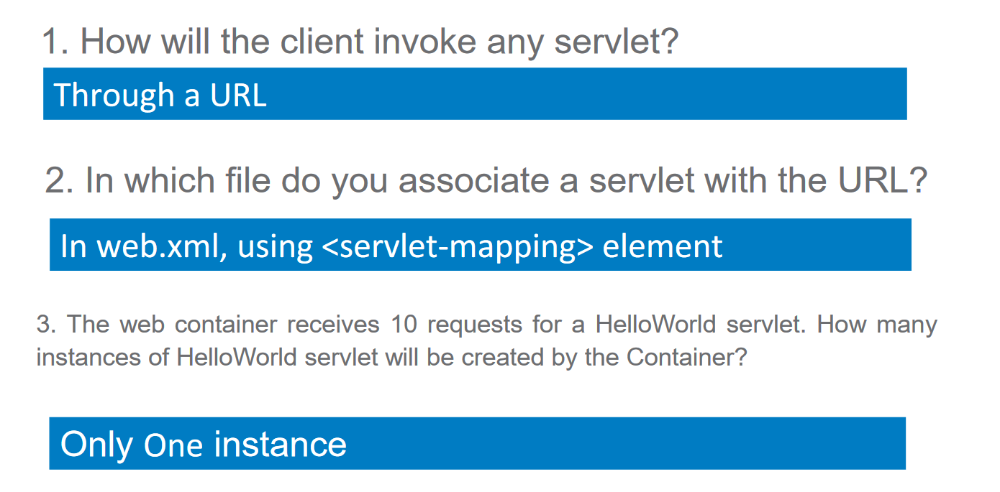 1. How will the client invoke any servlet?
Through a URL
2. In which file do you associate a servlet with the URL?
In web.xml, using <servlet-mapping> element
3. The web container receives 10 requests for a HelloWorld servlet. How many
instances of HelloWorld servlet will be created by the Container?
Only One instance